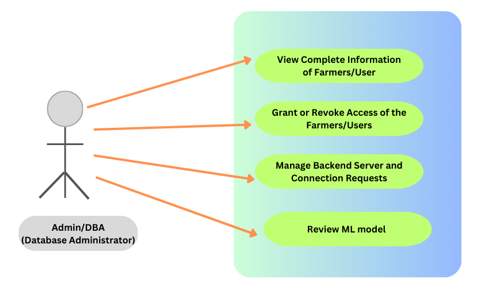 View Complete Information
of Farmers/User
Grant or Revoke Access of the
Farmers/Users
Manage Backend Server and
Connection Requests
Review ML model
Admin/DBA
(Database Administrator)